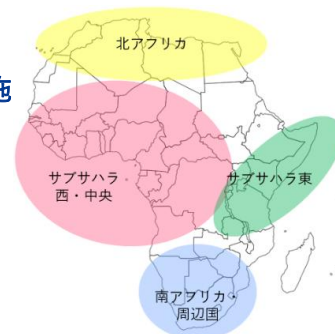 北アフリカ
施
サブサハラ
西・中央
サブサハラ東
南アフリカ・
周辺国